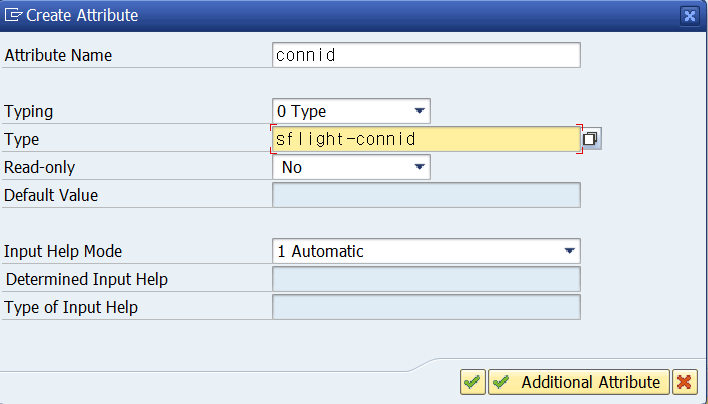 Create Attribute
Attribute Name connid
Typing 0 Type
Type sflight-connid
Read-only No
Default Value
Input Help Mode 1 Automatic
Determined Input Help
Type of Input Help
Additional Attribute